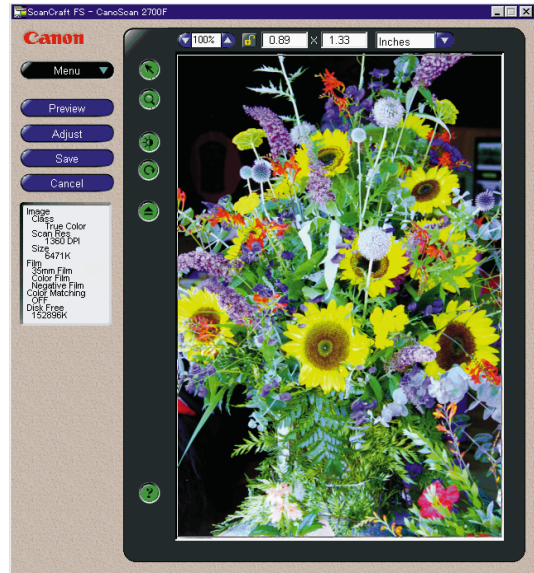 ScanCraft FS - CanoScan 2700F
Canon
100%
0.89 × 1.33
Inches
Menu
Preview
Adjust
Save
Cancel
Image
Class
True Color
Scan Res
1360 DPI
Size
6471K
Film
35mm Film
Color Film
Negative Film
Color Matching
OFF
Disk Free
152896K
?